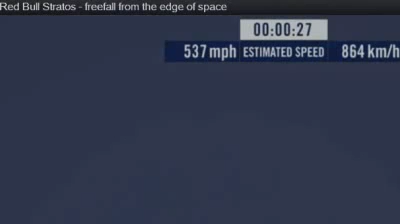 Red Bull Stratos - freefall from the edge of space
00:00:27
537 mph ESTIMATED SPEED 864 km/h